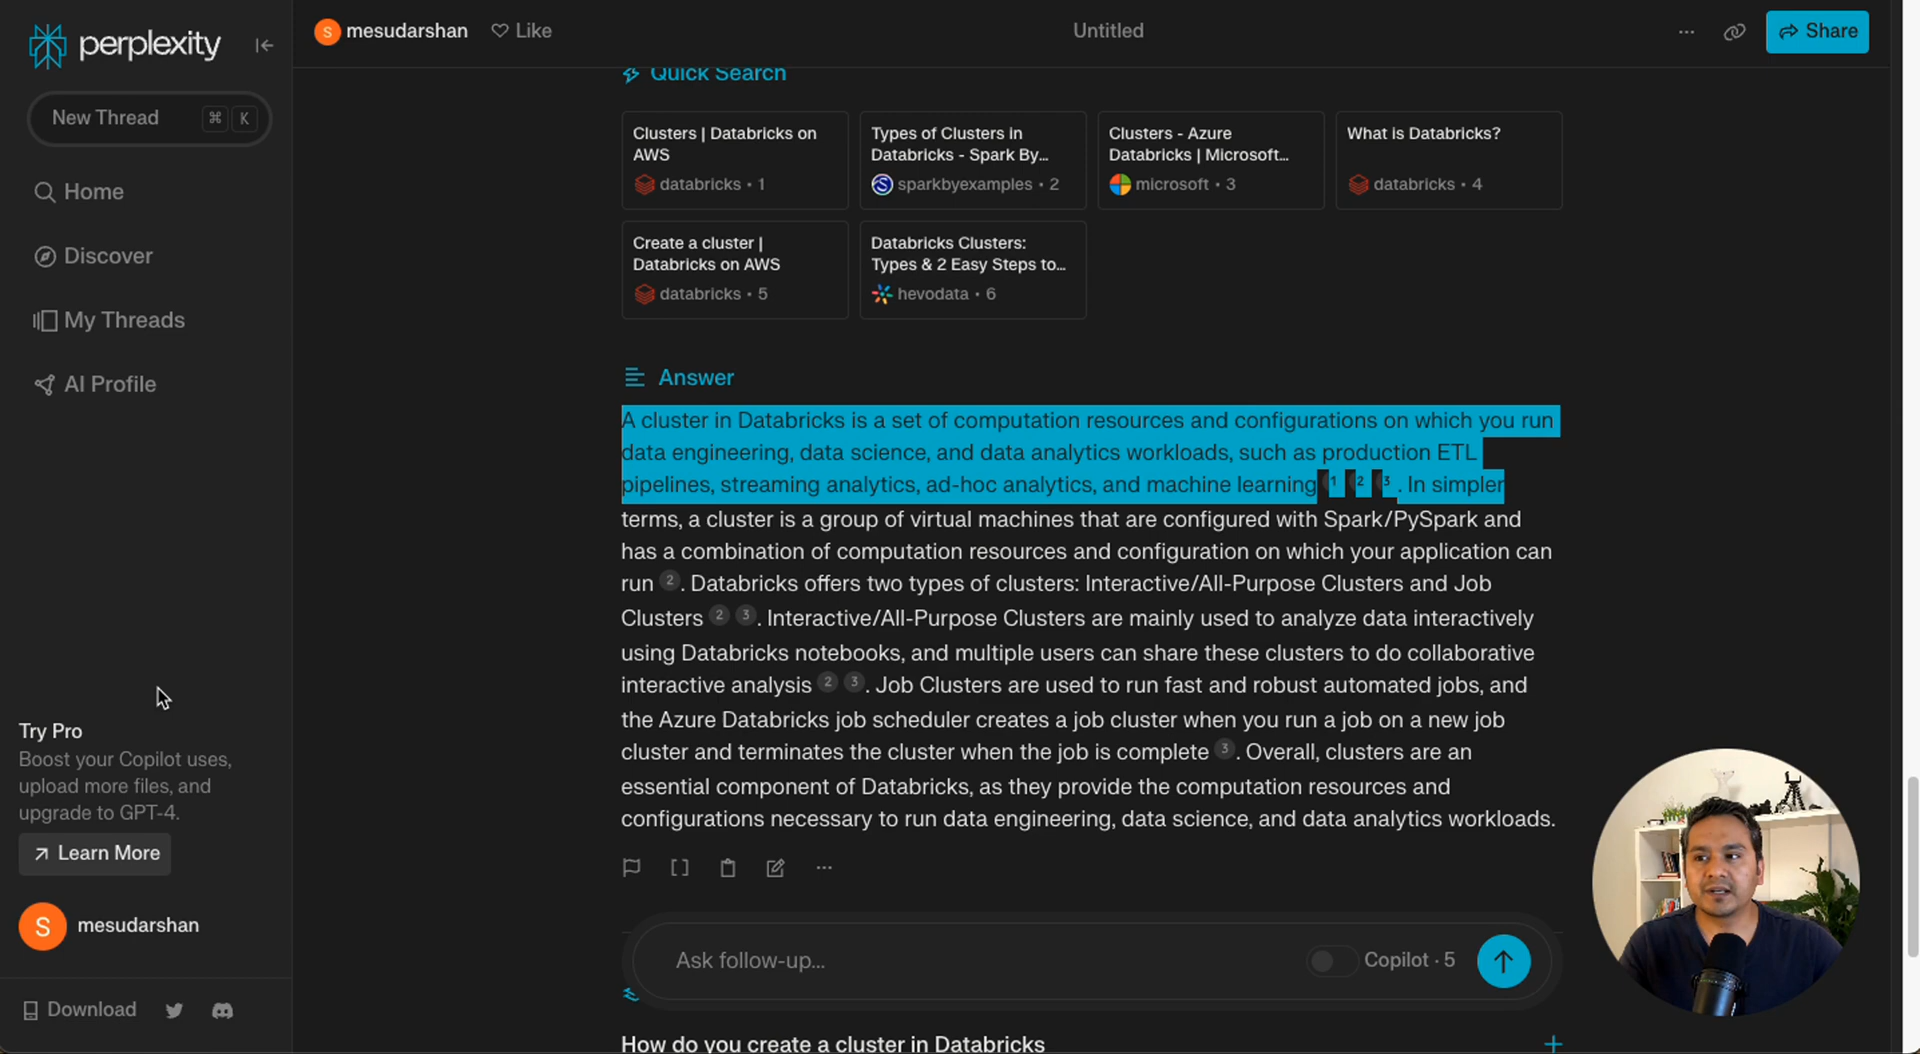 perplexity
New Thread ⌘ K
Home
Discover
My Threads
AI Profile
Try Pro
Boost your Copilot uses,
upload more files, and
upgrade to GPT-4.
Learn More
S mesudarshan
Download
S mesudarshan Like
Untitled
Share
Quick Search
Clusters | Databricks on
AWS
databricks • 1
Types of Clusters in
Databricks - Spark By...
sparkbyexamples • 2
Clusters - Azure
Databricks | Microsoft...
microsoft • 3
What is Databricks?
databricks • 4
Create a cluster |
Databricks on AWS
databricks • 5
Databricks Clusters:
Types & 2 Easy Steps to...
hevodata • 6
Answer
A cluster in Databricks is a set of computation resources and configurations on which you run
data engineering, data science, and data analytics workloads, such as production ETL
pipelines, streaming analytics, ad-hoc analytics, and machine learning 1 2 3 . In simpler
terms, a cluster is a group of virtual machines that are configured with Spark/PySpark and
has a combination of computation resources and configuration on which your application can
run 2 . Databricks offers two types of clusters: Interactive/All-Purpose Clusters and Job
Clusters 2 3 . Interactive/All-Purpose Clusters are mainly used to analyze data interactively
using Databricks notebooks, and multiple users can share these clusters to do collaborative
interactive analysis 2 3 . Job Clusters are used to run fast and robust automated jobs, and
the Azure Databricks job scheduler creates a job cluster when you run a job on a new job
cluster and terminates the cluster when the job is complete 3 . Overall, clusters are an
essential component of Databricks, as they provide the computation resources and
configurations necessary to run data engineering, data science, and data analytics workloads.
Ask follow-up...
Copilot • 5
How do you create a cluster in Databricks